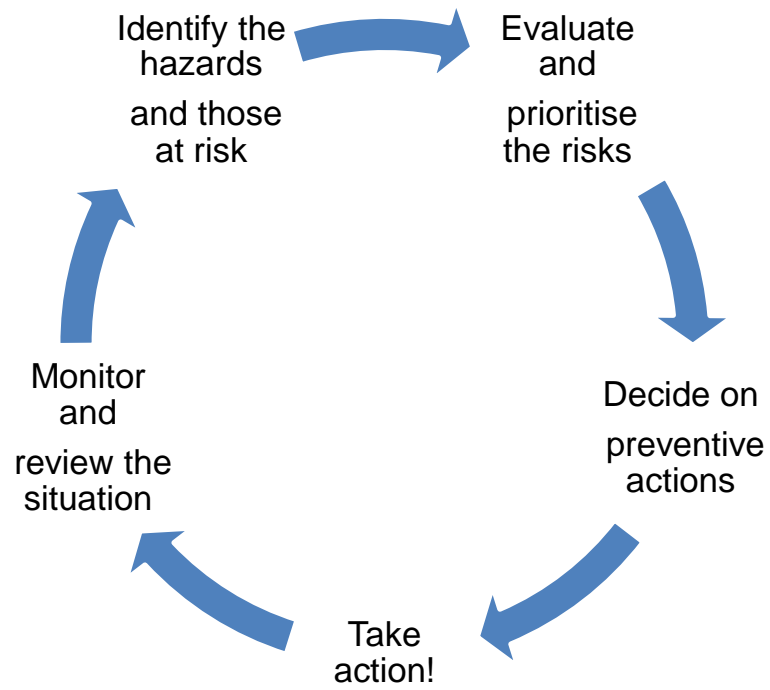 Identify the
hazards
and those
at risk
Evaluate
and
prioritise
the risks
Decide on
preventive
actions
Take
action!
Monitor
and
review the
situation